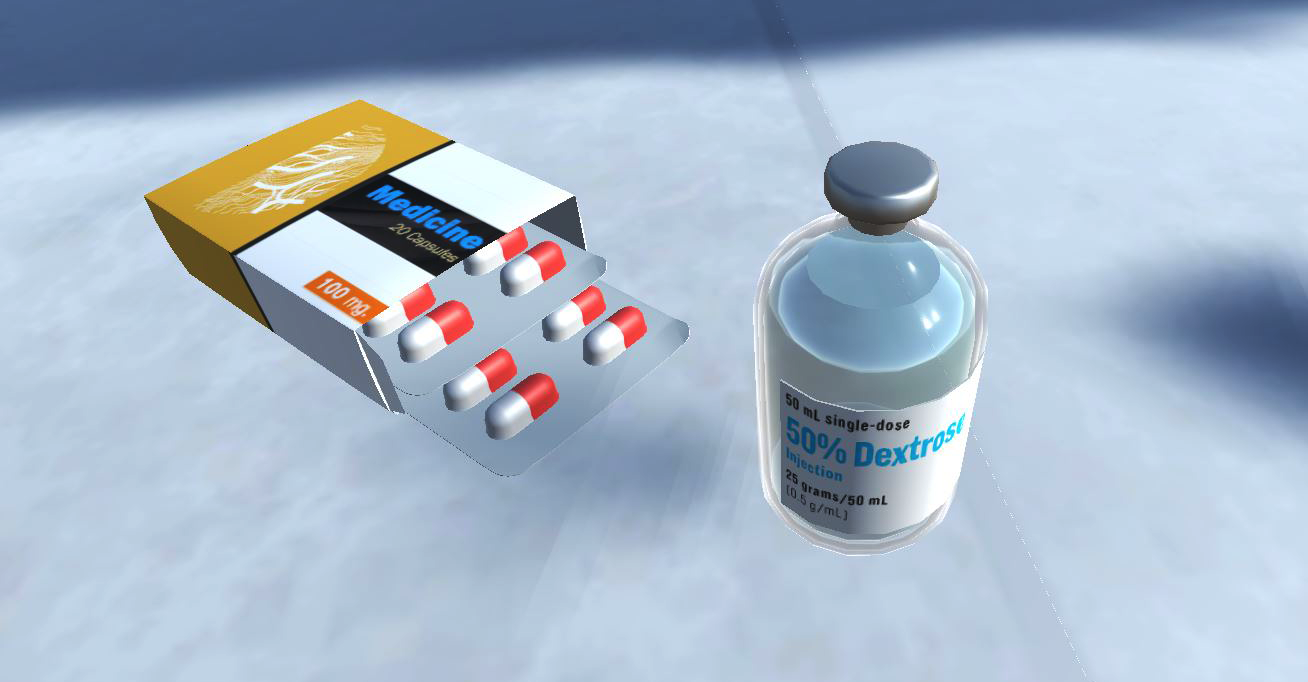 Medicine
20 Capsules
100 mg.
50 mL single-dose
50% Dextrose
Injection
25 grams/50 mL
(0.5 g/mL)